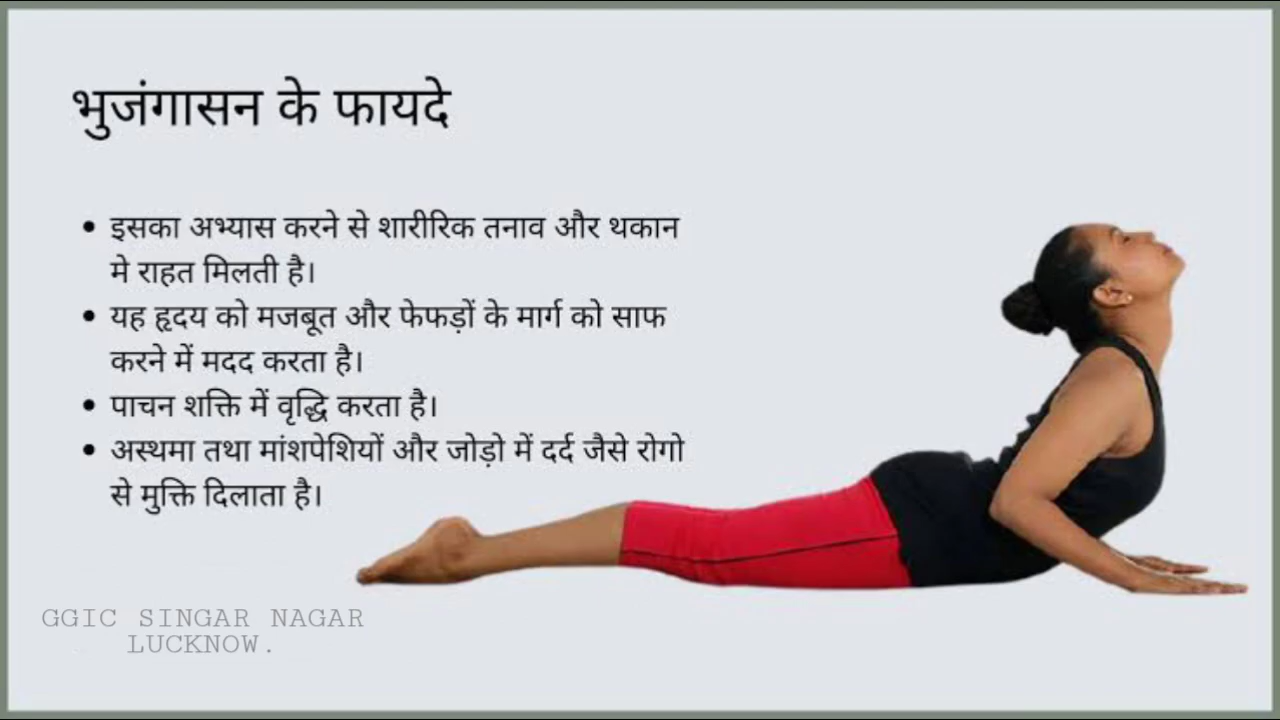 भुजंगासन के फायदे
• इसका अभ्यास करने से शारीरिक तनाव और थकान
मे राहत मिलती है।
• यह हृदय को मजबूत और फेफड़ों के मार्ग को साफ
करने में मदद करता है।
• पाचन शक्ति में वृद्धि करता है।
• अस्थमा तथा मांशपेशियों और जोड़ो में दर्द जैसे रोगो
से मुक्ति दिलाता है।
GGIC SINGAR NAGAR
LUCKNOW.